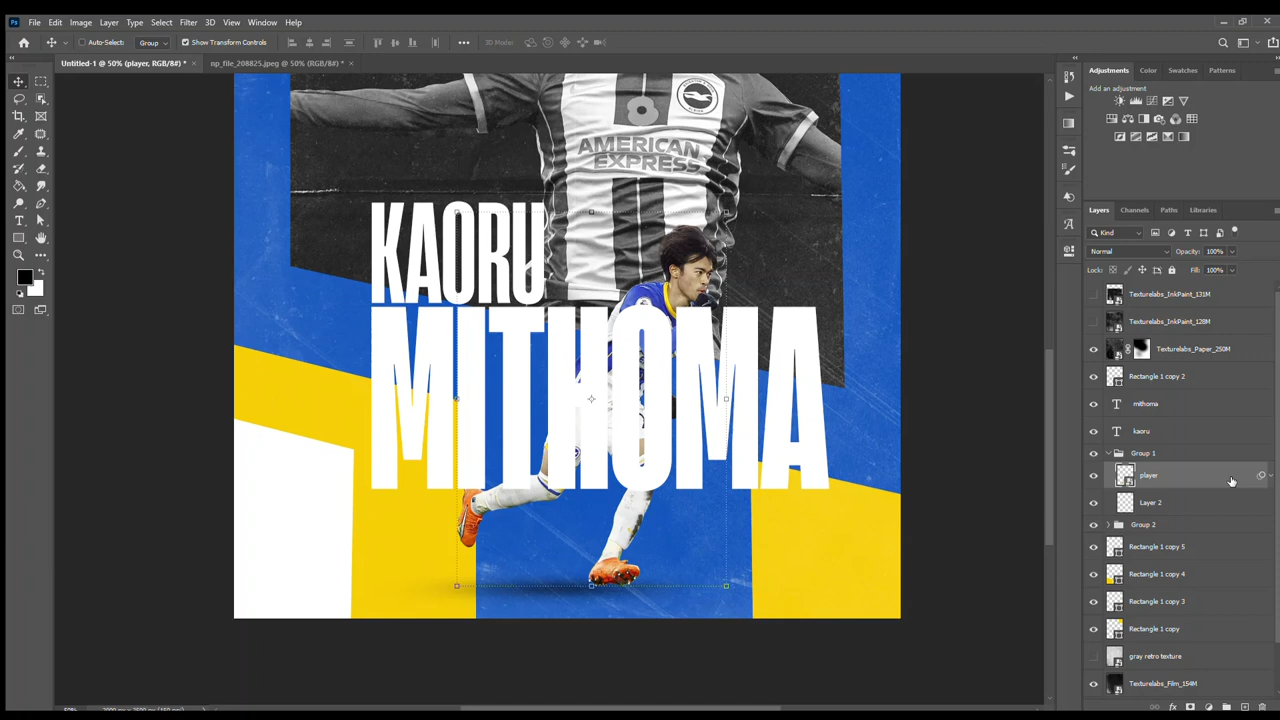 Ps File Edit Image Layer Type Select Filter 3D View Window Help
Auto-Select: Group Show Transform Controls 3D Mode:
Untitled-1 @ 50% (player, RGB/8#) * × np_file_208825.jpeg @ 50% (RGB/8#) * ×
AMERICAN
EXPRESS
KAORU
MITHOMA
Adjustments Color Swatches Patterns
Add an adjustment
Layers Channels Paths Libraries
Kind
Normal Opacity: 100%
Lock: Fill: 100%
Texturelabs_InkPaint_131M
Texturelabs_InkPaint_128M
Texturelabs_Paper_250M
Rectangle 1 copy 2
mithoma
kaoru
Group 1
player
Layer 2
Group 2
Rectangle 1 copy 5
Rectangle 1 copy 4
Rectangle 1 copy 3
Rectangle 1 copy
gray retro texture
Texturelabs_Film_154M